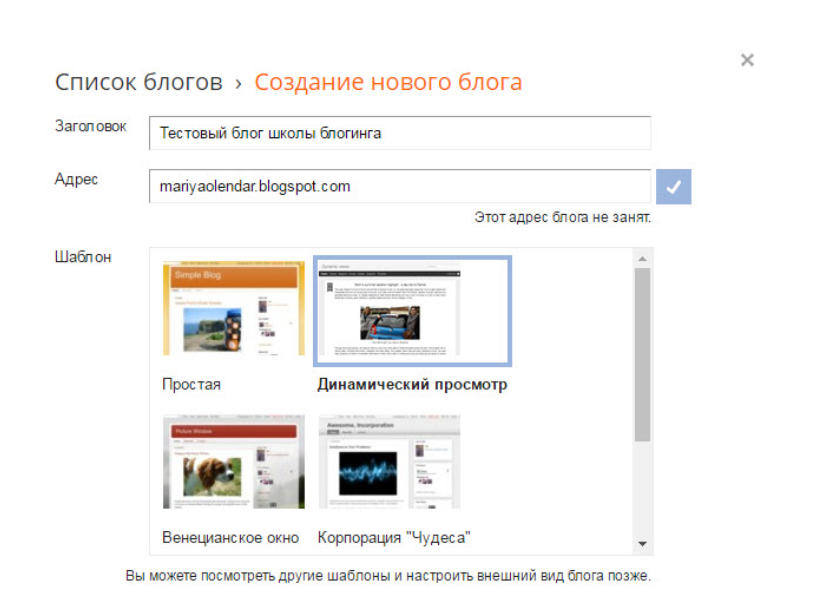 Список блогов › Создание нового блога
Заголовок
Тестовый блог школы блогинга
Адрес
mariyaolendar.blogspot.com
Этот адрес блога не занят.
Шаблон
Simple Blog
Dynamic Views
Простая
Динамический просмотр
Picture Window
Awesome, Incorporation
Венецианское окно
Корпорация "Чудеса"
Вы можете посмотреть другие шаблоны и настроить внешний вид блога позже.